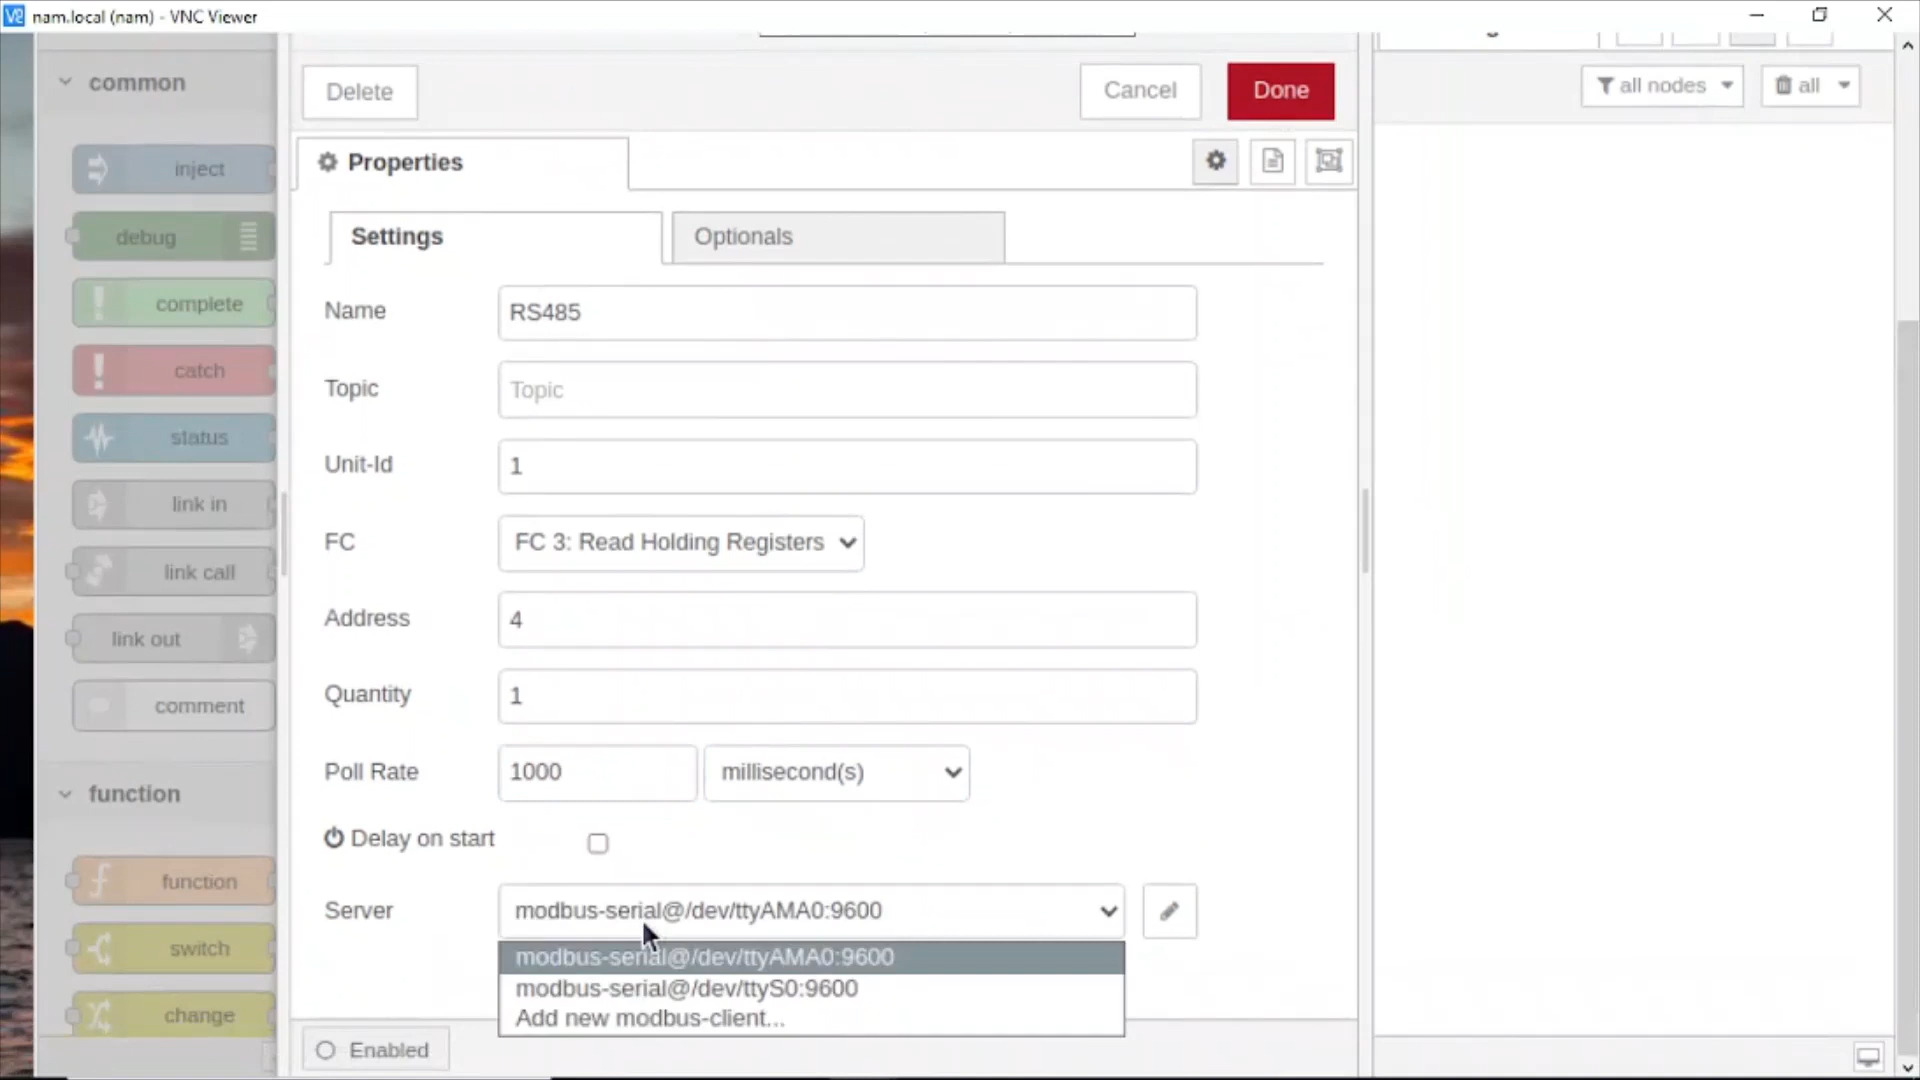 nam.local (nam) - VNC Viewer
common
Delete
Cancel
Done
all nodes
all
Properties
inject
debug
Settings
Optionals
complete
Name
RS485
catch
Topic
Topic
status
Unit-Id
1
link in
FC
FC 3: Read Holding Registers
link call
Address
4
link out
Quantity
1
comment
Poll Rate
1000
millisecond(s)
function
Delay on start
function
Server
modbus-serial@/dev/ttyAMA0:9600
switch
modbus-serial@/dev/ttyAMA0:9600
modbus-serial@/dev/ttyS0:9600
Add new modbus-client...
change
Enabled